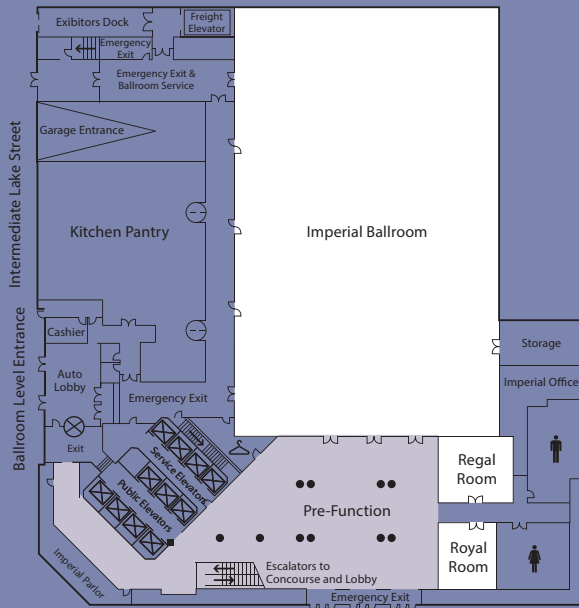 Exibitors Dock
Freight
Elevator
Emergency
Exit
Emergency Exit &
Ballroom Service
Garage Entrance
Intermediate Lake Street
Kitchen Pantry
Imperial Ballroom
Ballroom Level Entrance
Cashier
Storage
Auto
Lobby
Imperial Office
Emergency Exit
Exit
Service Elevators
Public Elevators
Regal
Room
Pre-Function
Royal
Room
Imperial Parlor
Escalators to
Concourse and Lobby
Emergency Exit